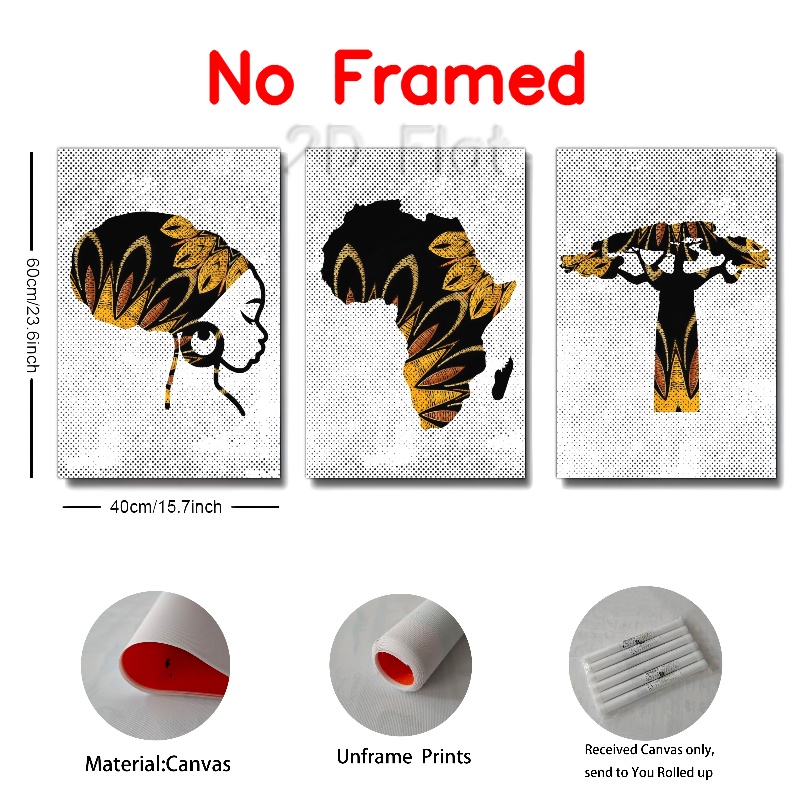 No Framed
2D Flat
60cm/23.6inch
40cm/15.7inch
Material:Canvas
Unframe Prints
Received Canvas only,
send to You Rolled up